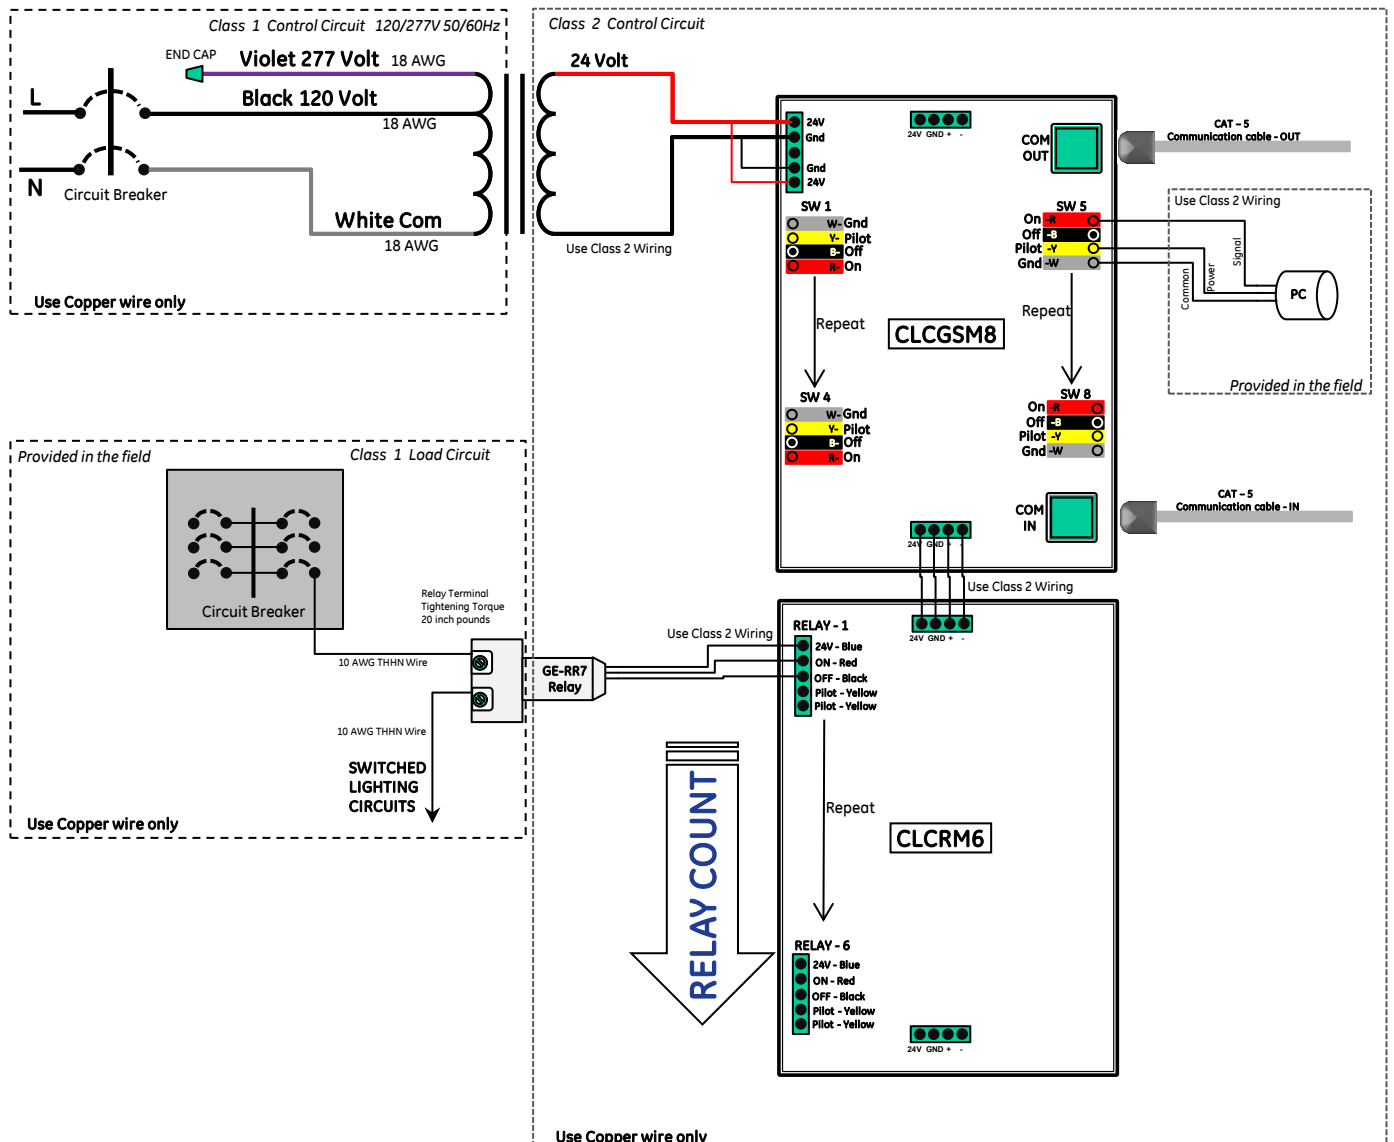 Class 1 Control Circuit 120/277V 50/60Hz
END CAP
Violet 277 Volt 18 AWG
L
Black 120 Volt
18 AWG
N
Circuit Breaker
White Com
18 AWG
Use Copper wire only
Class 2 Control Circuit
24 Volt
Use Class 2 Wiring
24V
Gnd
Gnd
24V
24V GND + -
COM
OUT
CAT – 5
Communication cable - OUT
SW 1
W- Gnd
Y- Pilot
B- Off
R- On
Repeat
SW 4
W- Gnd
Y- Pilot
B- Off
R- On
CLCGSM8
SW 5
On -R
Off -B
Pilot -Y
Gnd -W
Repeat
SW 8
On -R
Off -B
Pilot -Y
Gnd -W
Use Class 2 Wiring
Signal
Power
Common
PC
Provided in the field
COM
IN
CAT – 5
Communication cable - IN
24V GND + -
Use Class 2 Wiring
Provided in the field
Class 1 Load Circuit
Circuit Breaker
Relay Terminal
Tightening Torque
20 inch pounds
10 AWG THHN Wire
10 AWG THHN Wire
SWITCHED
LIGHTING
CIRCUITS
Use Copper wire only
GE-RR7
Relay
Use Class 2 Wiring
24V GND + -
RELAY - 1
24V - Blue
ON - Red
OFF - Black
Pilot - Yellow
Pilot - Yellow
Repeat
RELAY COUNT
CLCRM6
RELAY - 6
24V - Blue
ON - Red
OFF - Black
Pilot - Yellow
Pilot - Yellow
24V GND + -
Use Copper wire only